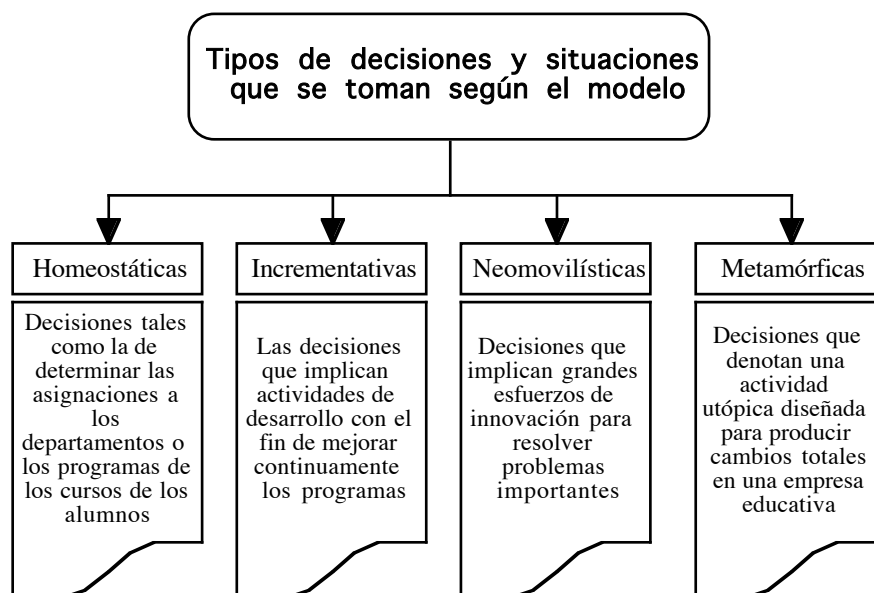 Tipos de decisiones y situaciones
que se toman según el modelo
Homeostáticas
Incrementativas
Neomovilísticas
Metamórficas
Decisiones tales
como la de
determinar las
asignaciones a
los
departamentos o
los programas de
los cursos de los
alumnos
Las decisiones
que implican
actividades de
desarrollo con el
fin de mejorar
continuamente
los programas
Decisiones que
implican grandes
esfuerzos de
innovación para
resolver
problemas
importantes
Decisiones que
denotan una
actividad
utópica diseñada
para producir
cambios totales
en una empresa
educativa